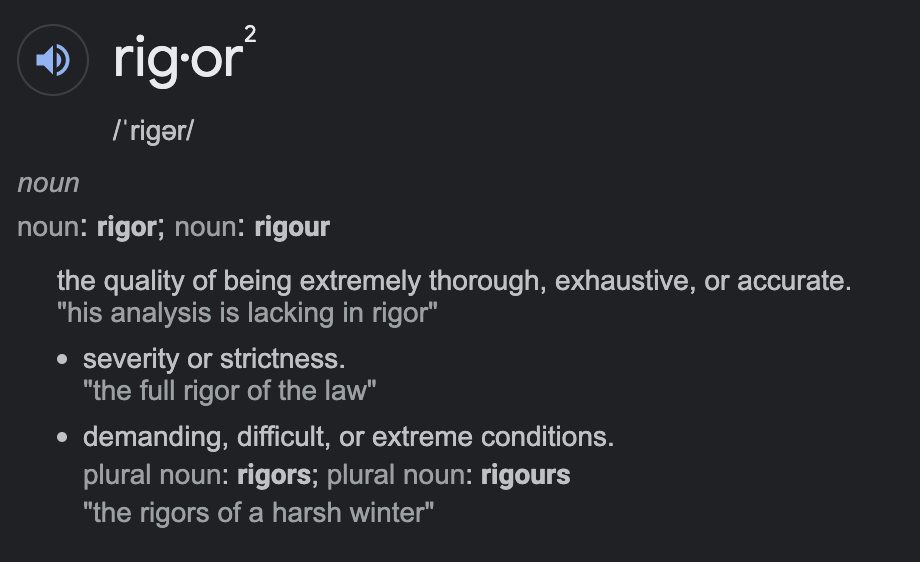 rig·or²
/ˈrigər/
noun
noun: rigor; noun: rigour
the quality of being extremely thorough, exhaustive, or accurate.
"his analysis is lacking in rigor"
• severity or strictness.
"the full rigor of the law"
• demanding, difficult, or extreme conditions.
plural noun: rigors; plural noun: rigours
"the rigors of a harsh winter"